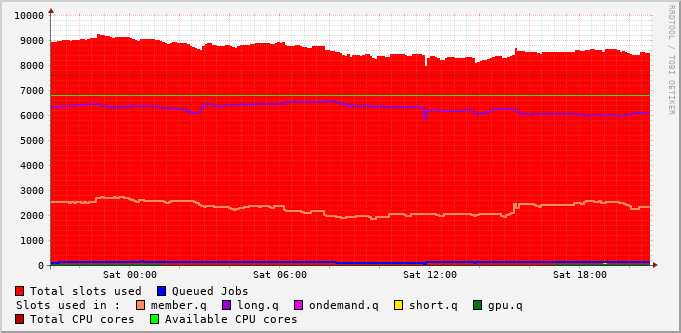 10000
9000
8000
7000
6000
5000
4000
3000
2000
1000
0
Sat 00:00 Sat 06:00 Sat 12:00 Sat 18:00
RRDTOOL / TOBI OETIKER
Total slots used Queued Jobs
Slots used in : member.q long.q ondemand.q short.q gpu.q
Total CPU cores Available CPU cores